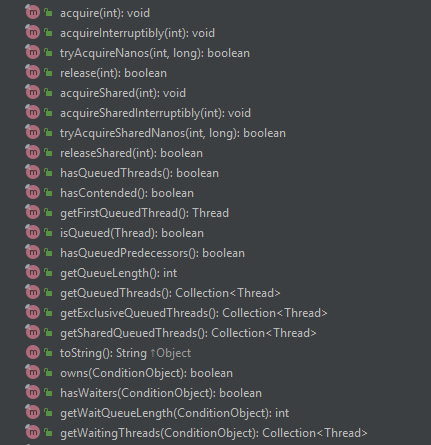 acquire(int): void
acquireInterruptibly(int): void
tryAcquireNanos(int, long): boolean
release(int): boolean
acquireShared(int): void
acquireSharedInterruptibly(int): void
tryAcquireSharedNanos(int, long): boolean
releaseShared(int): boolean
hasQueuedThreads(): boolean
hasContended(): boolean
getFirstQueuedThread(): Thread
isQueued(Thread): boolean
hasQueuedPredecessors(): boolean
getQueueLength(): int
getQueuedThreads(): Collection<Thread>
getExclusiveQueuedThreads(): Collection<Thread>
getSharedQueuedThreads(): Collection<Thread>
toString(): String ↑Object
owns(ConditionObject): boolean
hasWaiters(ConditionObject): boolean
getWaitQueueLength(ConditionObject): int
getWaitingThreads(ConditionObject): Collection<Thread>